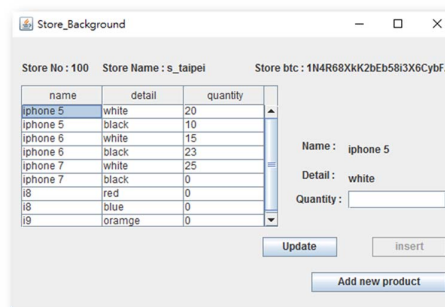 Store_Background
Store No : 100 Store Name : s_taipei Store btc : 1N4R68XkK2bEb58i3X6CybF
name detail quantity
iphone 5 white 20
iphone 5 black 10
iphone 6 white 15
iphone 6 black 23
iphone 7 white 25
iphone 7 black 0
i8 red 0
i8 blue 0
i9 oramge 0
Name : iphone 5
Detail : white
Quantity :
Update insert
Add new product